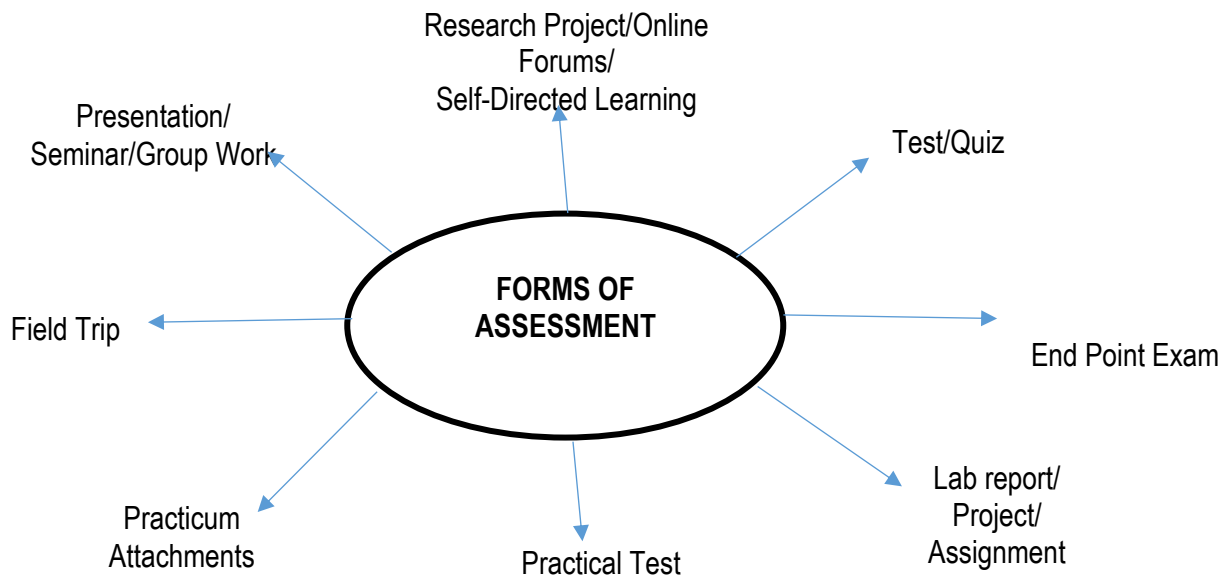 Research Project/Online
Forums/
Self-Directed Learning
Presentation/
Seminar/Group Work
Test/Quiz
FORMS OF
ASSESSMENT
Field Trip
End Point Exam
Lab report/
Project/
Assignment
Practicum
Attachments
Practical Test